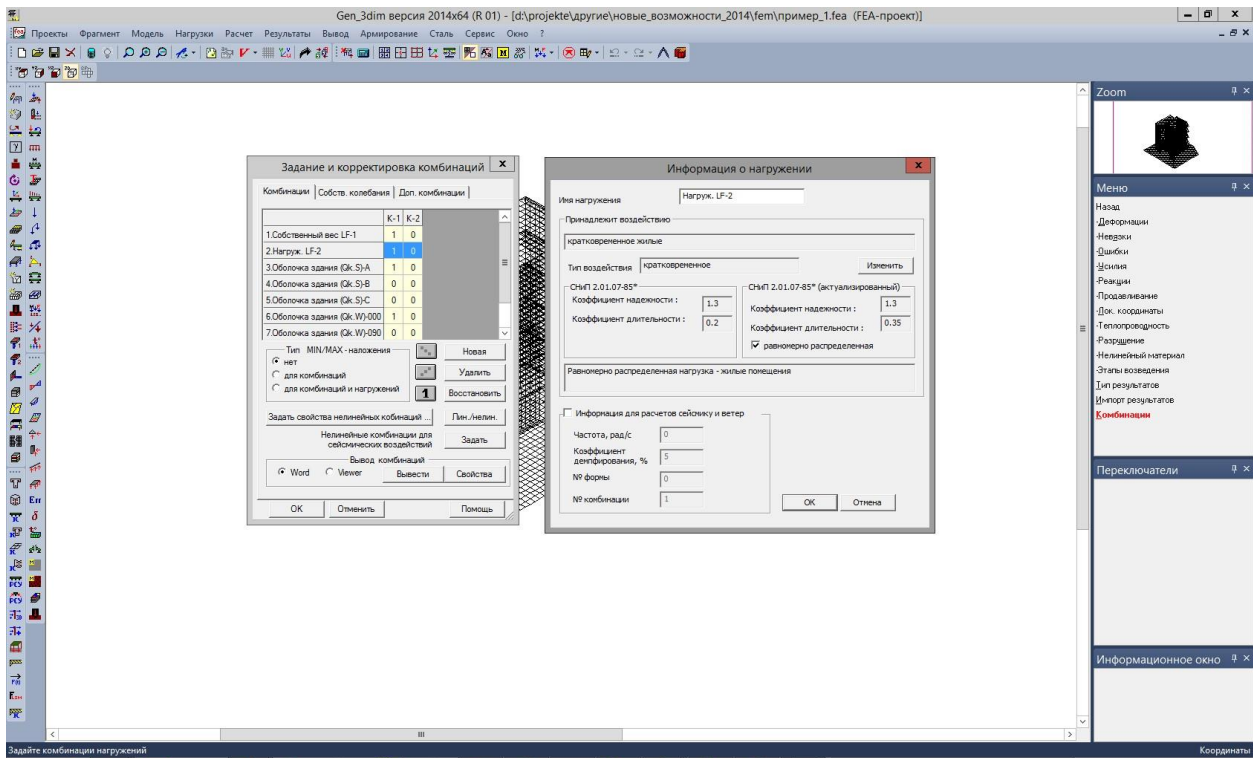 Gen_3dim версия 2014x64 (R 01) - [d:\projekte\другие\новые_возможности_2014\fem\пример_1.fea (FEA-проект)]
Проекты Фрагмент Модель Нагрузки Расчет Результаты Вывод Армирование Сталь Сервис Окно ?
Задание и корректировка комбинаций
Комбинации Собств. колебания Доп. комбинации
K-1 K-2
1.Собственный вес LF-1 1 0
2.Нагруж. LF-2 1 0
3.Оболочка здания (Qk.S)-A 1 0
4.Оболочка здания (Qk.S)-B 0 0
5.Оболочка здания (Qk.S)-C 0 0
6.Оболочка здания (Qk.W)-000 1 0
7.Оболочка здания (Qk.W)-090 0 0
Тип MIN/MAX - наложения
нет
для комбинаций
для комбинаций и нагружений
Новая
Удалить
1 Восстановить
Задать свойства нелинейных кобинаций ... Лин./нелин.
Нелинейные комбинации для
сейсмических воздействий
Задать
Вывод комбинаций
Word Viewer Вывести Свойства
OK Отменить Помощь
Информация о нагружении
Имя нагружения Нагруж. LF-2
Принадлежит воздействию
кратковременное жилые
Тип воздействия кратковременное Изменить
СНиП 2.01.07-85*
Коэффициент надежности : 1.3
Коэффициент длительности : 0.2
СНиП 2.01.07-85* (актуализированный)
Коэффициент надежности : 1.3
Коэффициент длительности : 0.35
равномерно распределенная
Равномерно распределенная нагрузка - жилые помещения
Информация для расчетов сейсмику и ветер
Частота, рад/с 0
Коэффициент
демпфирования, % 5
№ формы 0
№ комбинации 1
OK Отмена
Zoom
Меню
Назад
-Деформации
-Невязки
-Ошибки
-Усилия
-Реакции
-Продавливание
-Лок. координаты
-Теплопроводность
-Разрушение
-Нелинейный материал
-Этапы возведения
Тип результатов
Импорт результатов
Комбинации
Переключатели
Информационное окно
Задайте комбинации нагружений
Координаты